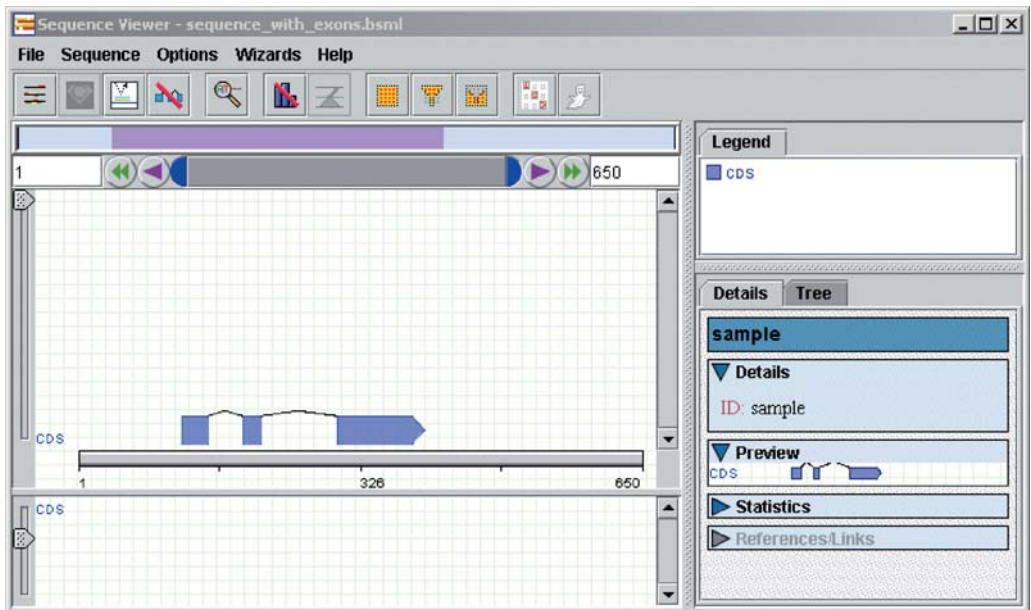 Sequence Viewer - sequence_with_exons.bsml
File Sequence Options Wizards Help
1
650
CDS
1 326 650
CDS
Legend
CDS
Details Tree
sample
Details
ID: sample
Preview
CDS
Statistics
References/Links